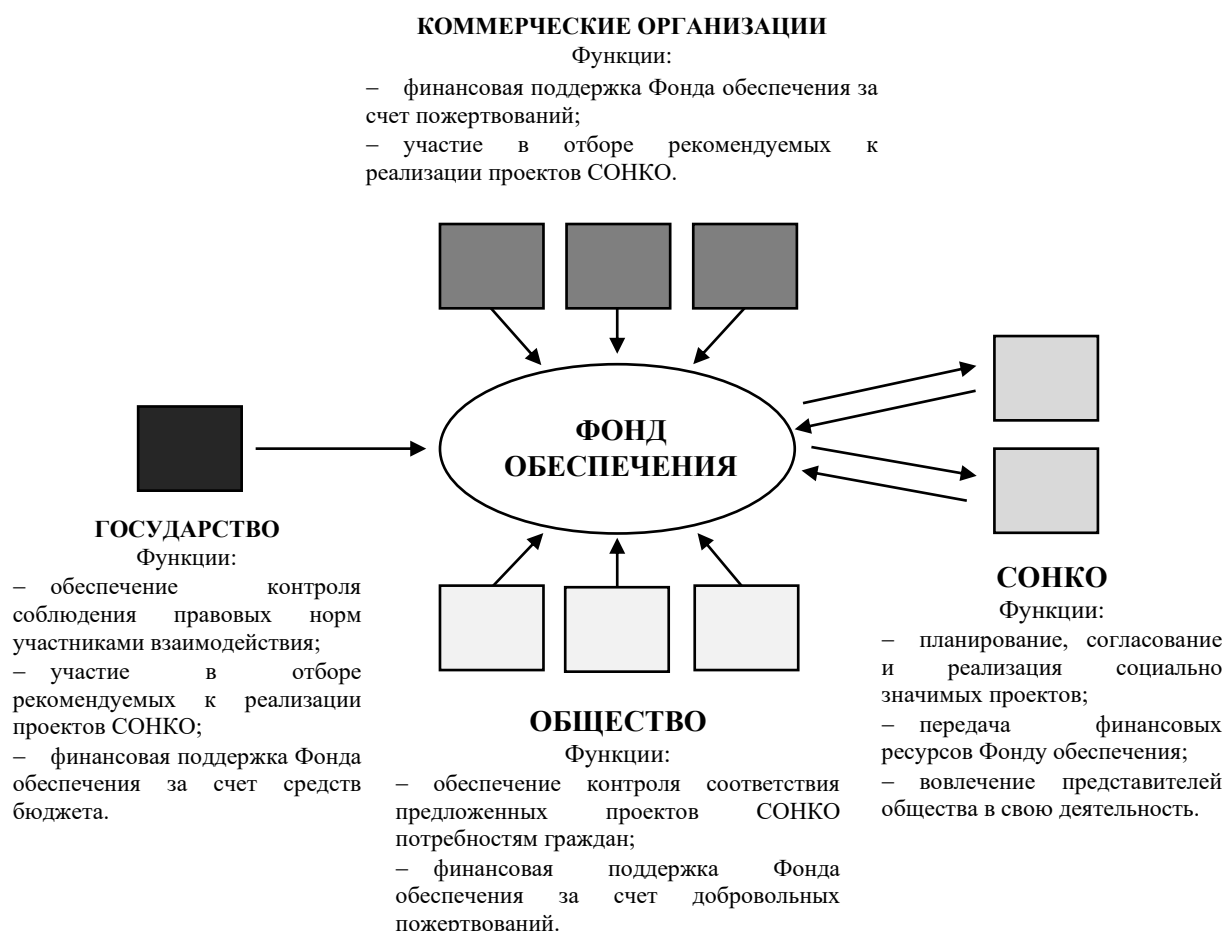 КОММЕРЧЕСКИЕ ОРГАНИЗАЦИИ
Функции:
– финансовая поддержка Фонда обеспечения за
счет пожертвований;
– участие в отборе рекомендуемых к
реализации проектов СОНКО.
ФОНД
ОБЕСПЕЧЕНИЯ
ГОСУДАРСТВО
Функции:
– обеспечение контроля
соблюдения правовых норм
участниками взаимодействия;
– участие в отборе
рекомендуемых к реализации
проектов СОНКО;
– финансовая поддержка Фонда
обеспечения за счет средств
бюджета.
ОБЩЕСТВО
Функции:
– обеспечение контроля соответствия
предложенных проектов СОНКО
потребностям граждан;
– финансовая поддержка Фонда
обеспечения за счет добровольных
пожертвований.
СОНКО
Функции:
– планирование, согласование
и реализация социально
значимых проектов;
– передача финансовых
ресурсов Фонду обеспечения;
– вовлечение представителей
общества в свою деятельность.